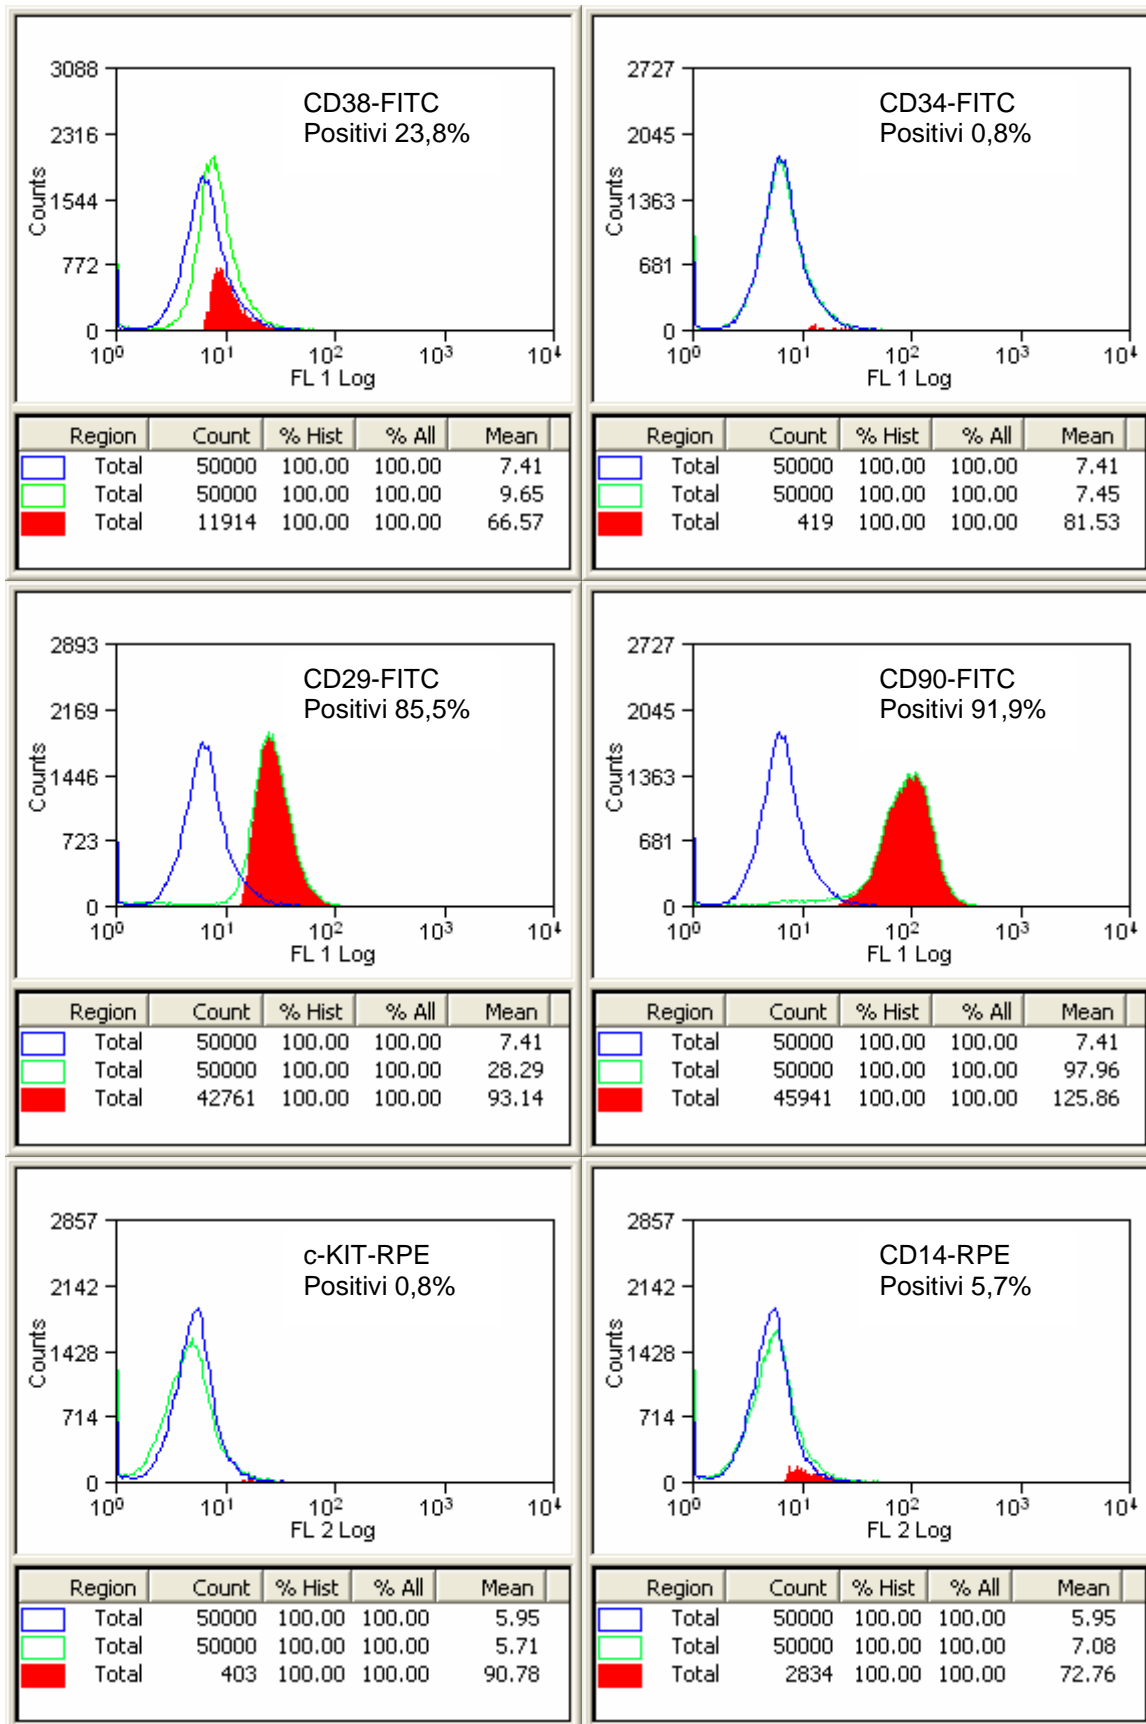 3088
2316
1544
772
0
Counts
CD38-FITC
Positivi 23,8%
10⁰ 10¹ 10² 10³ 10⁴
FL 1 Log
Region Count % Hist % All Mean
Total 50000 100.00 100.00 7.41
Total 50000 100.00 100.00 9.65
Total 11914 100.00 100.00 66.57
2727
2045
1363
681
0
Counts
CD34-FITC
Positivi 0,8%
10⁰ 10¹ 10² 10³ 10⁴
FL 1 Log
Region Count % Hist % All Mean
Total 50000 100.00 100.00 7.41
Total 50000 100.00 100.00 7.45
Total 419 100.00 100.00 81.53
2893
2169
1446
723
0
Counts
CD29-FITC
Positivi 85,5%
10⁰ 10¹ 10² 10³ 10⁴
FL 1 Log
Region Count % Hist % All Mean
Total 50000 100.00 100.00 7.41
Total 50000 100.00 100.00 28.29
Total 42761 100.00 100.00 93.14
2727
2045
1363
681
0
Counts
CD90-FITC
Positivi 91,9%
10⁰ 10¹ 10² 10³ 10⁴
FL 1 Log
Region Count % Hist % All Mean
Total 50000 100.00 100.00 7.41
Total 50000 100.00 100.00 97.96
Total 45941 100.00 100.00 125.86
2857
2142
1428
714
0
Counts
c-KIT-RPE
Positivi 0,8%
10⁰ 10¹ 10² 10³ 10⁴
FL 2 Log
Region Count % Hist % All Mean
Total 50000 100.00 100.00 5.95
Total 50000 100.00 100.00 5.71
Total 403 100.00 100.00 90.78
2857
2142
1428
714
0
Counts
CD14-RPE
Positivi 5,7%
10⁰ 10¹ 10² 10³ 10⁴
FL 2 Log
Region Count % Hist % All Mean
Total 50000 100.00 100.00 5.95
Total 50000 100.00 100.00 7.08
Total 2834 100.00 100.00 72.76